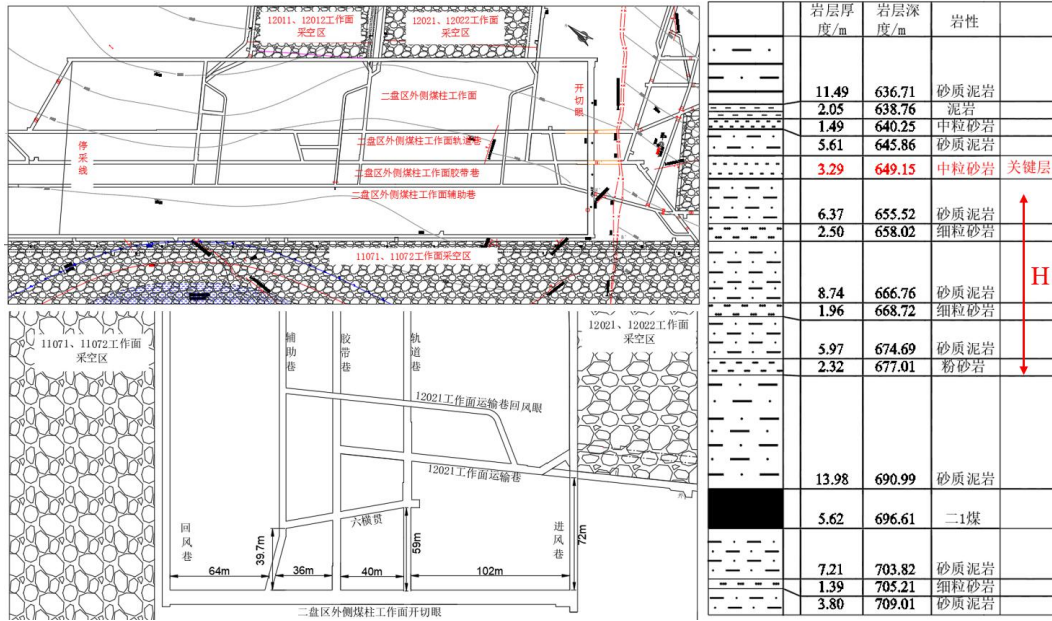 12011、12012工作面
采空区
12021、12022工作面
采空区
二盘区外侧煤柱工作面
开切眼
停采线
二盘区外侧煤柱工作面轨道巷
二盘区外侧煤柱工作面胶带巷
二盘区外侧煤柱工作面辅助巷
11071、11072工作面采空区
11071、11072工作面
采空区
辅助巷
胶带巷
轨道巷
12021、12022工作面
采空区
12021工作面运输巷回风眼
12021工作面运输巷
六横贯
回风巷
进风巷
39.7m
59m
72m
64m
36m
40m
102m
二盘区外侧煤柱工作面开切眼
岩层厚度/m 岩层深度/m 岩性
11.49 636.71 砂质泥岩
2.05 638.76 泥岩
1.49 640.25 中粒砂岩
5.61 645.86 砂质泥岩
3.29 649.15 中粒砂岩 关键层
6.37 655.52 砂质泥岩
2.50 658.02 细粒砂岩
H
8.74 666.76 砂质泥岩
1.96 668.72 细粒砂岩
5.97 674.69 砂质泥岩
2.32 677.01 粉砂岩
13.98 690.99 砂质泥岩
5.62 696.61 二1煤
7.21 703.82 砂质泥岩
1.39 705.21 细粒砂岩
3.80 709.01 砂质泥岩